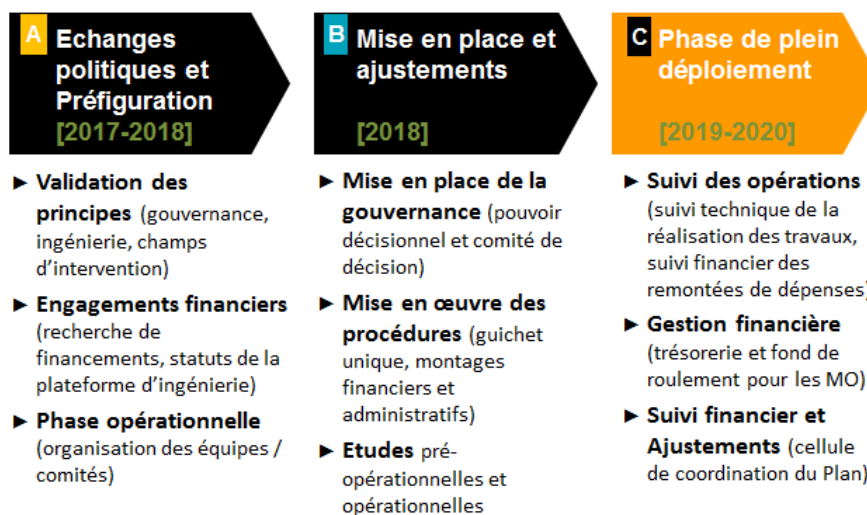 A Echanges
politiques et
Préfiguration
[2017-2018]
► Validation des
principes (gouvernance,
ingénierie, champs
d'intervention)
► Engagements financiers
(recherche de
financements, statuts de la
plateforme d'ingénierie)
► Phase opérationnelle
(organisation des équipes /
comités)
B Mise en place et
ajustements
[2018]
► Mise en place de la
gouvernance (pouvoir
décisionnel et comité de
décision)
► Mise en œuvre des
procédures (guichet
unique, montages
financiers et
administratifs)
► Etudes pré-
opérationnelles et
opérationnelles
C Phase de plein
déploiement
[2019-2020]
► Suivi des opérations
(suivi technique de la
réalisation des travaux,
suivi financier des
remontées de dépenses)
► Gestion financière
(trésorerie et fond de
roulement pour les MO)
► Suivi financier et
Ajustements (cellule
de coordination du Plan)